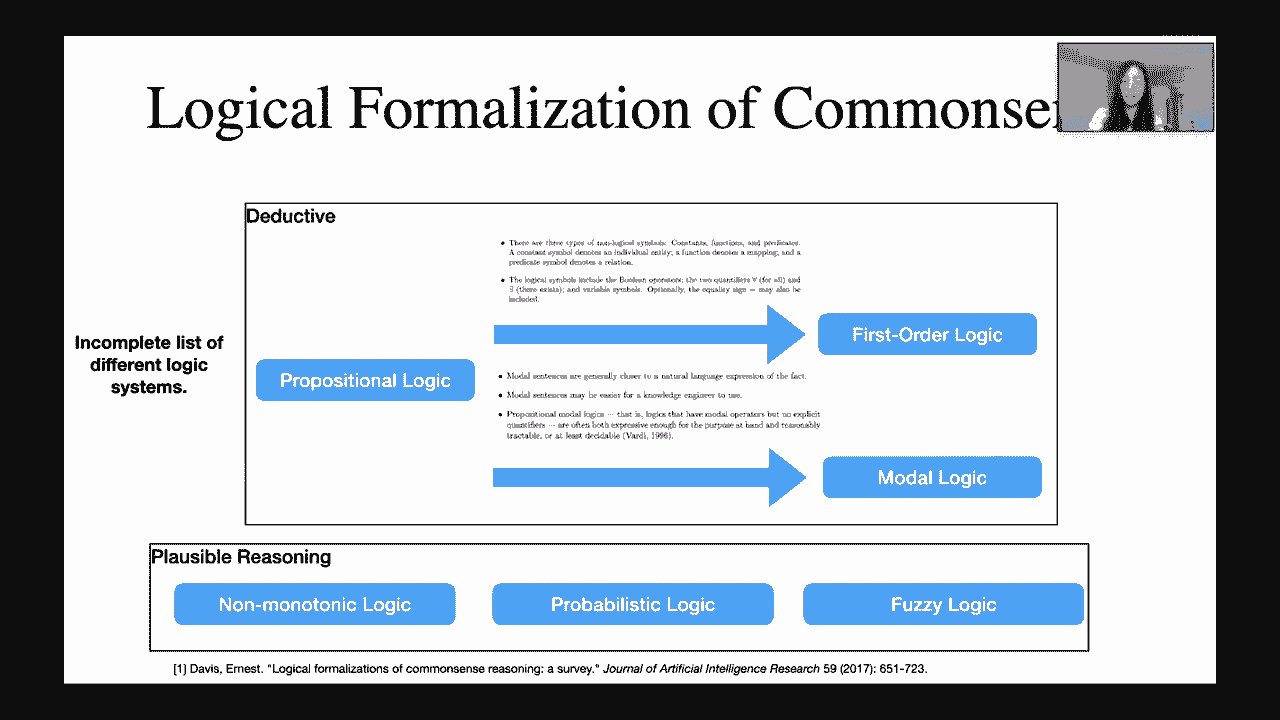 Logical Formalization of Commonse
Deductive
• There are three types of non-logical symbols: Constants, functions, and predicates.
A constant symbol denotes an individual entity; a function denotes a mapping; and a
predicate symbol denotes a relation.
• The logical symbols include the Boolean operators; the two quantifiers ∀ (for all) and
∃ (there exists); and variable symbols. Optionally, the equality sign = may also be
included.
First-Order Logic
Incomplete list of
different logic
systems.
Propositional Logic
• Modal sentences are generally closer to a natural language expression of the fact.
• Modal sentences may be easier for a knowledge engineer to use.
• Propositional modal logics — that is, logics that have modal operators but no explicit
quantifiers — are often both expressive enough for the purpose at hand and reasonably
tractable, or at least decidable (Vardi, 1996).
Modal Logic
Plausible Reasoning
Non-monotonic Logic
Probabilistic Logic
Fuzzy Logic
[1] Davis, Ernest. "Logical formalizations of commonsense reasoning: a survey." Journal of Artificial Intelligence Research 59 (2017): 651-723.